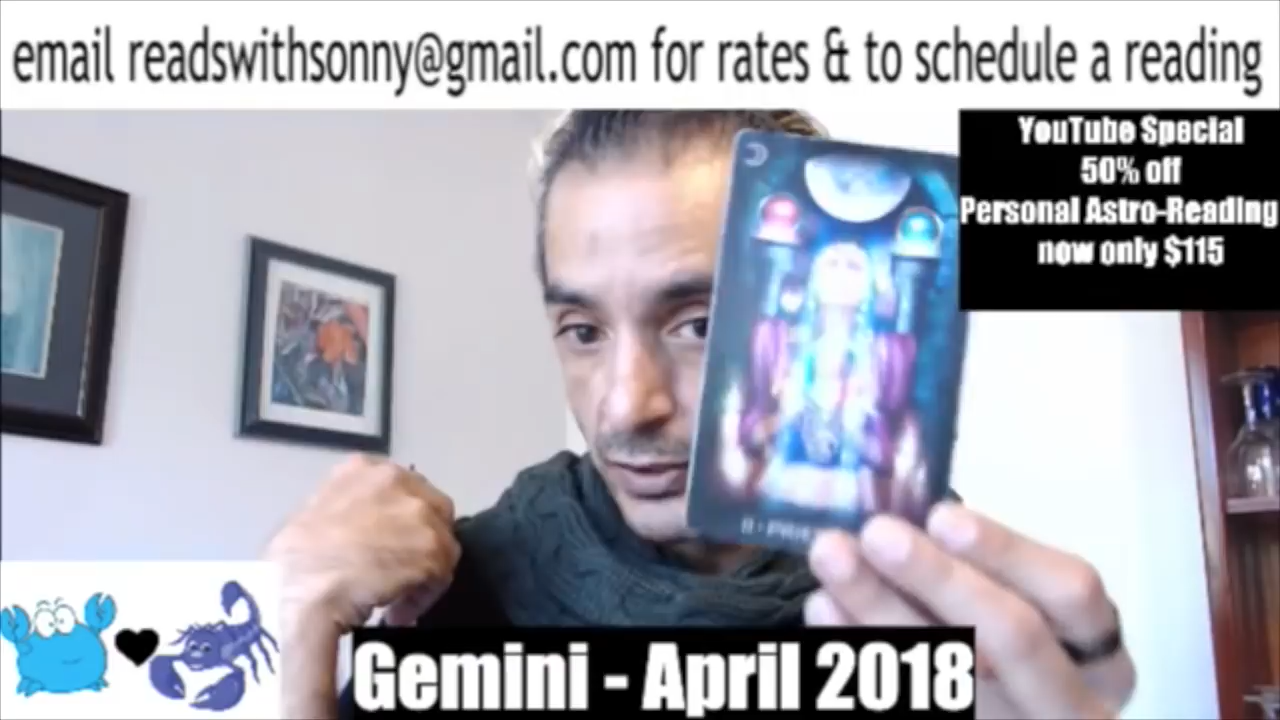 email readswithsonny@gmail.com for rates & to schedule a reading
YouTube Special
50% off
Personal Astro-Reading
now only $115
II
Gemini - April 2018